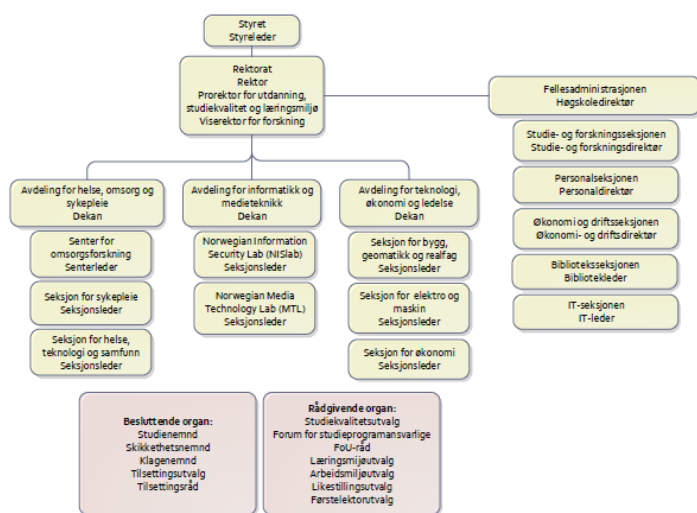 Styret
Styreleder
Rektorat
Rektor
Prorektor for utdanning,
studiekvalitet og læringsmiljø
Viserektor for forskning
Fellesadministrasjonen
Høgskoledirektør
Studie- og forskningsseksjonen
Studie- og forskningsdirektør
Personalseksjonen
Personaldirektør
Økonomi og driftsseksjonen
Økonomi- og driftsdirektør
Biblioteksseksjonen
Bibliotekleder
IT-seksjonen
IT-leder
Avdeling for helse, omsorg og
sykepleie
Dekan
Senter for
omsorgsforskning
Senterleder
Seksjon for sykepleie
Seksjonsleder
Seksjon for helse,
teknologi og samfunn
Seksjonsleder
Avdeling for informatikk og
medieteknikk
Dekan
Norwegian Information
Security Lab (NISlab)
Seksjonsleder
Norwegian Media
Technology Lab (MTL)
Seksjonsleder
Avdeling for teknologi,
økonomi og ledelse
Dekan
Seksjon for bygg,
geomatikk og realfag
Seksjonsleder
Seksjon for elektro og
maskin
Seksjonsleder
Seksjon for økonomi
Seksjonsleder
Besluttende organ:
Studienemnd
Skikkethetsnemnd
Klagenemnd
Tilsettingsutvalg
Tilsettingsråd
Rådgivende organ:
Studiekvalitetsutvalg
Forum for studieprogramansvarlige
FoU-råd
Læringsmiljøutvalg
Arbeidsmiljøutvalg
Likestillingsutvalg
Førstelektorutvalg